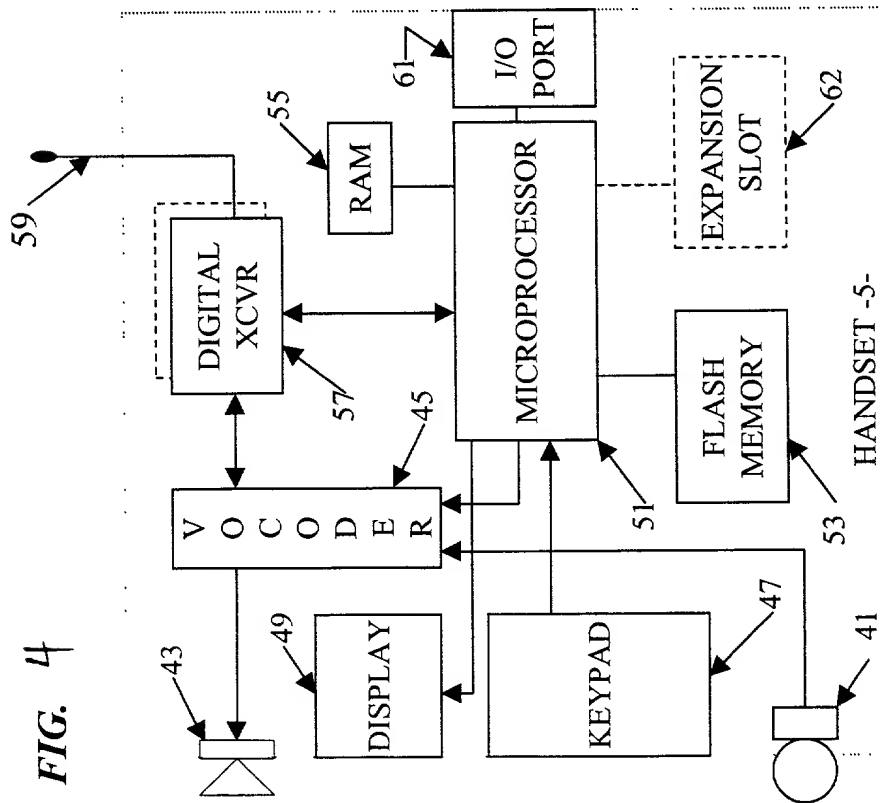 FIG. 4
59
43
VOCODER
45
DIGITAL
XCVR
57
55
RAM
61
I/O
PORT
49
DISPLAY
MICROPROCESSOR
51
KEYPAD
47
FLASH
MEMORY
53
EXPANSION
SLOT
62
41
HANDSET -5-